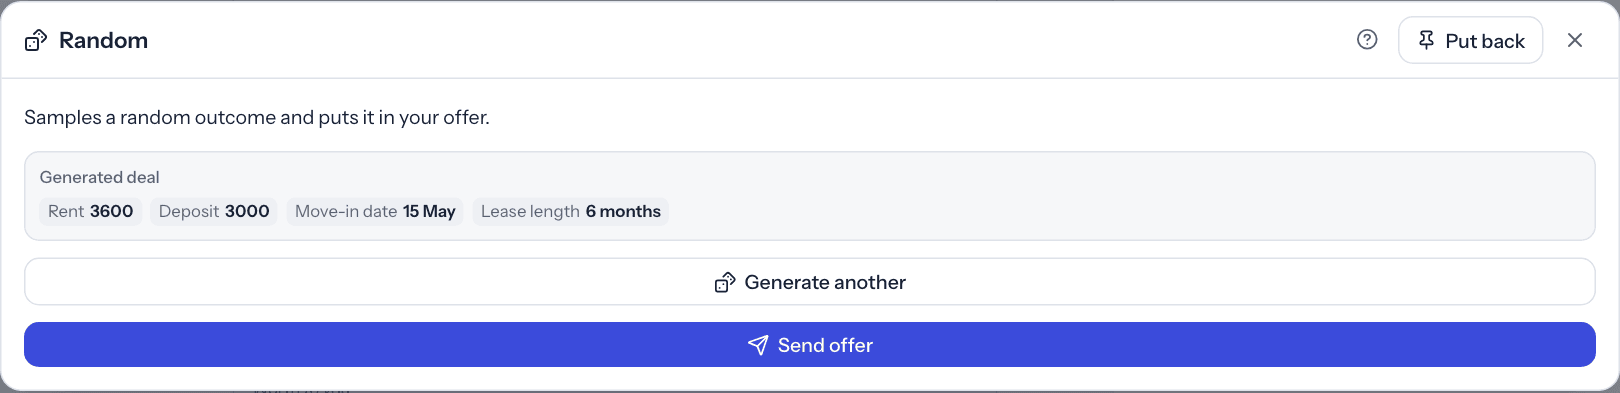 Random
Put back
Samples a random outcome and puts it in your offer.
Generated deal
Rent 3600 Deposit 3000 Move-in date 15 May Lease length 6 months
Generate another
Send offer